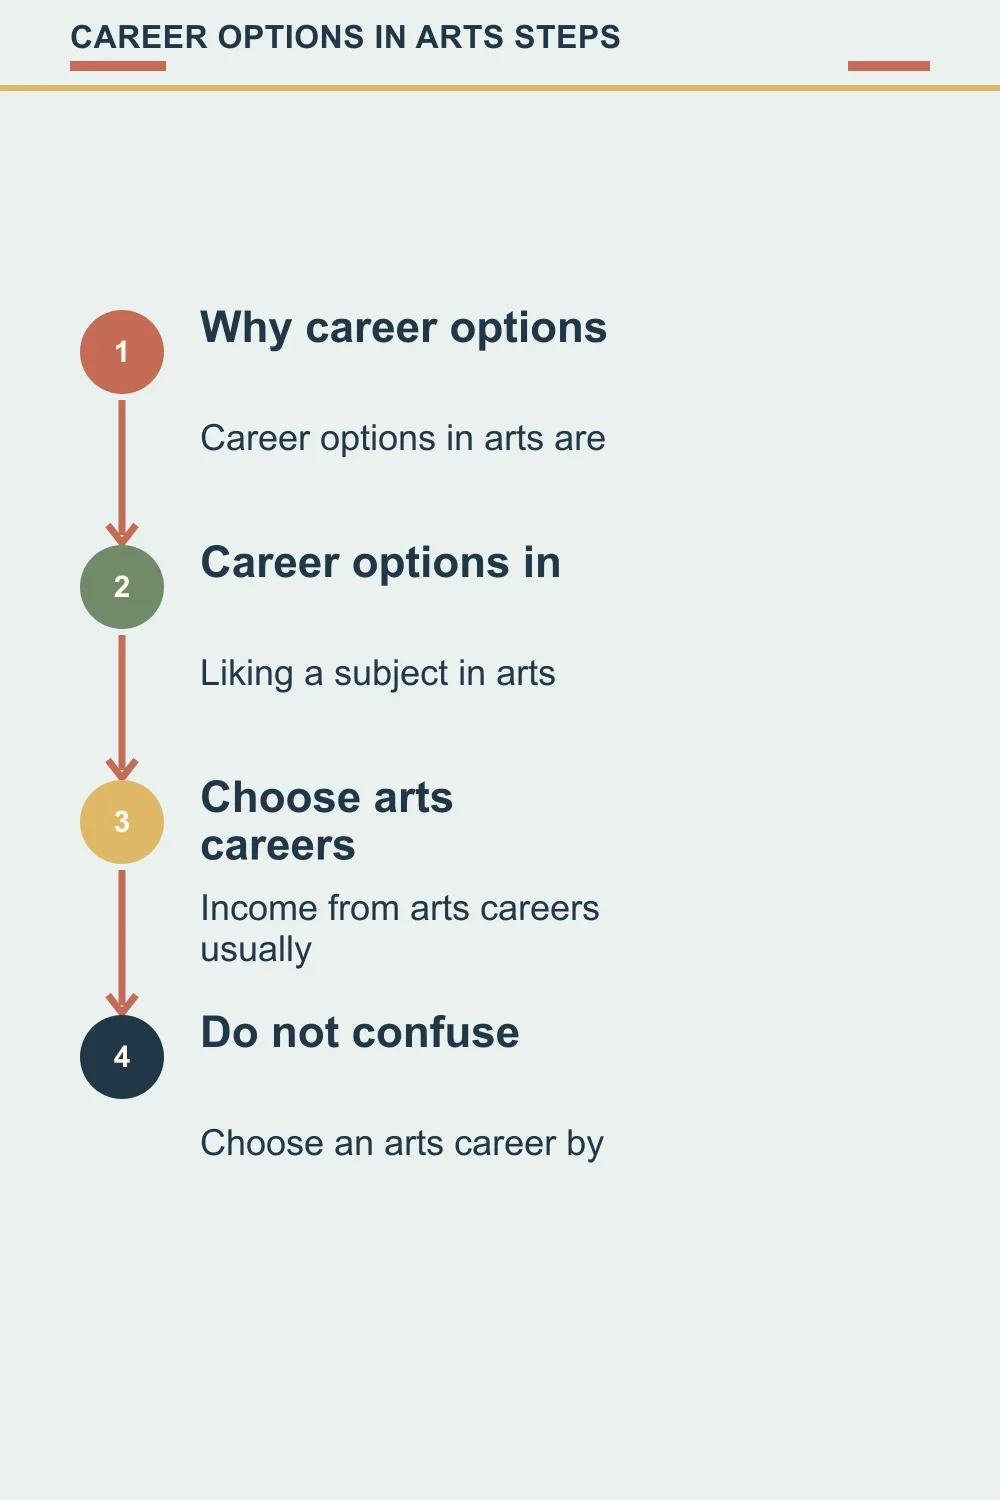 CAREER OPTIONS IN ARTS STEPS
1
Why career options
Career options in arts are
2
Career options in
Liking a subject in arts
3
Choose arts
careers
Income from arts careers
usually
4
Do not confuse
Choose an arts career by